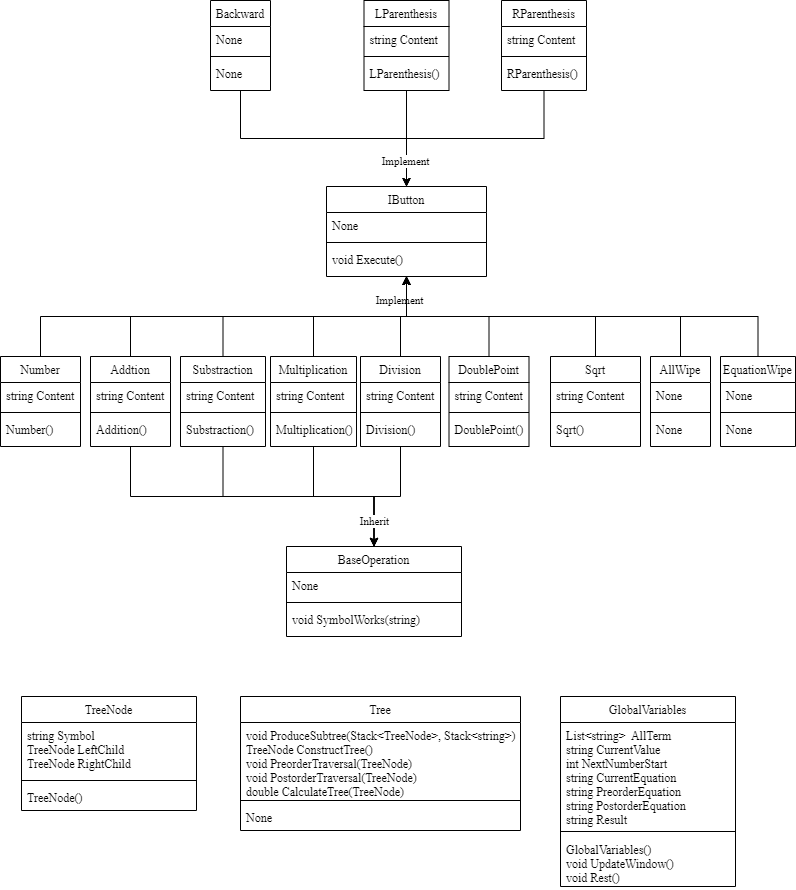 Backward
None
None
LParenthesis
string Content
LParenthesis()
RParenthesis
string Content
RParenthesis()
Implement
IButton
None
void Execute()
Implement
Number
string Content
Number()
Addtion
string Content
Addition()
Substraction
string Content
Substraction()
Multiplication
string Content
Multiplication()
Division
string Content
Division()
DoublePoint
string Content
DoublePoint()
Sqrt
string Content
Sqrt()
AllWipe
None
None
EquationWipe
None
None
Inherit
BaseOperation
None
void SymbolWorks(string)
TreeNode
string Symbol
TreeNode LeftChild
TreeNode RightChild
TreeNode()
Tree
void ProduceSubtree(Stack<TreeNode>, Stack<string>)
TreeNode ConstructTree()
void PreorderTraversal(TreeNode)
void PostorderTraversal(TreeNode)
double CalculateTree(TreeNode)
None
GlobalVariables
List<string>  AllTerm
string CurrentValue
int NextNumberStart
string CurrentEquation
string PreorderEquation
string PostorderEquation
string Result
GlobalVariables()
void UpdateWindow()
void Rest()